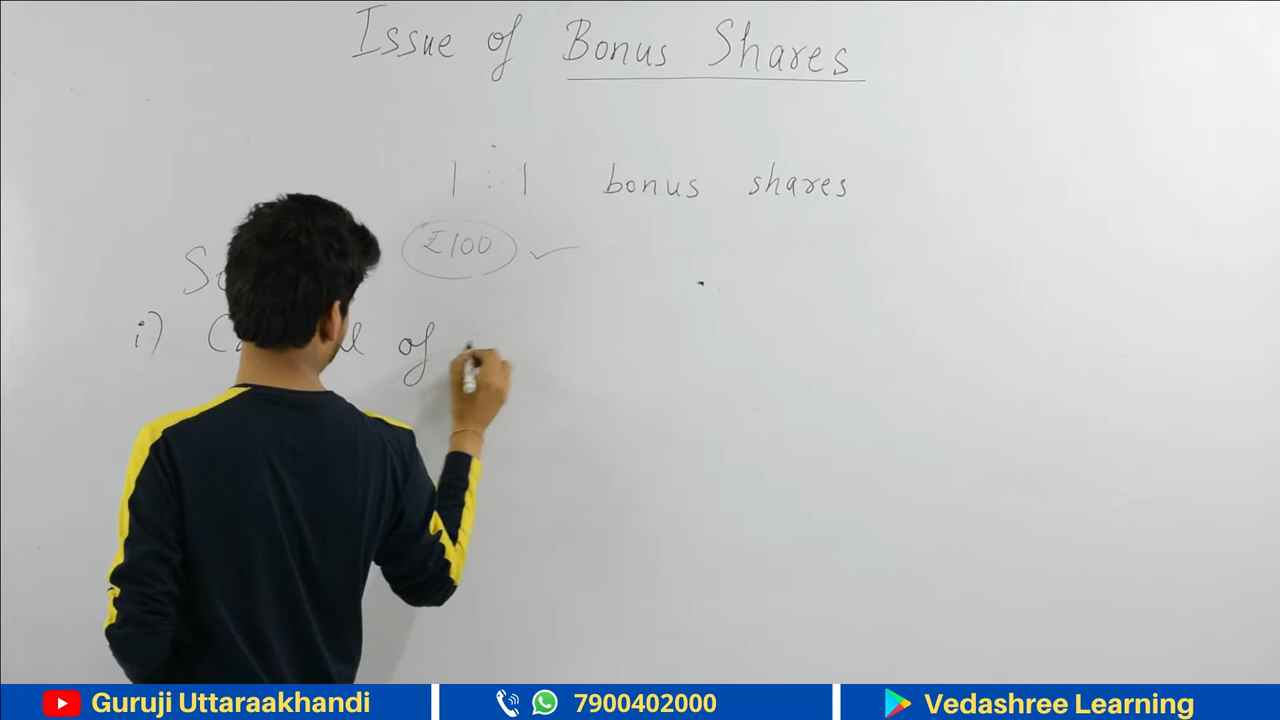 Issue of Bonus Shares
1 : 1 bonus shares
₹100
i) of
Guruji Uttaraakhandi
7900402000
Vedashree Learning